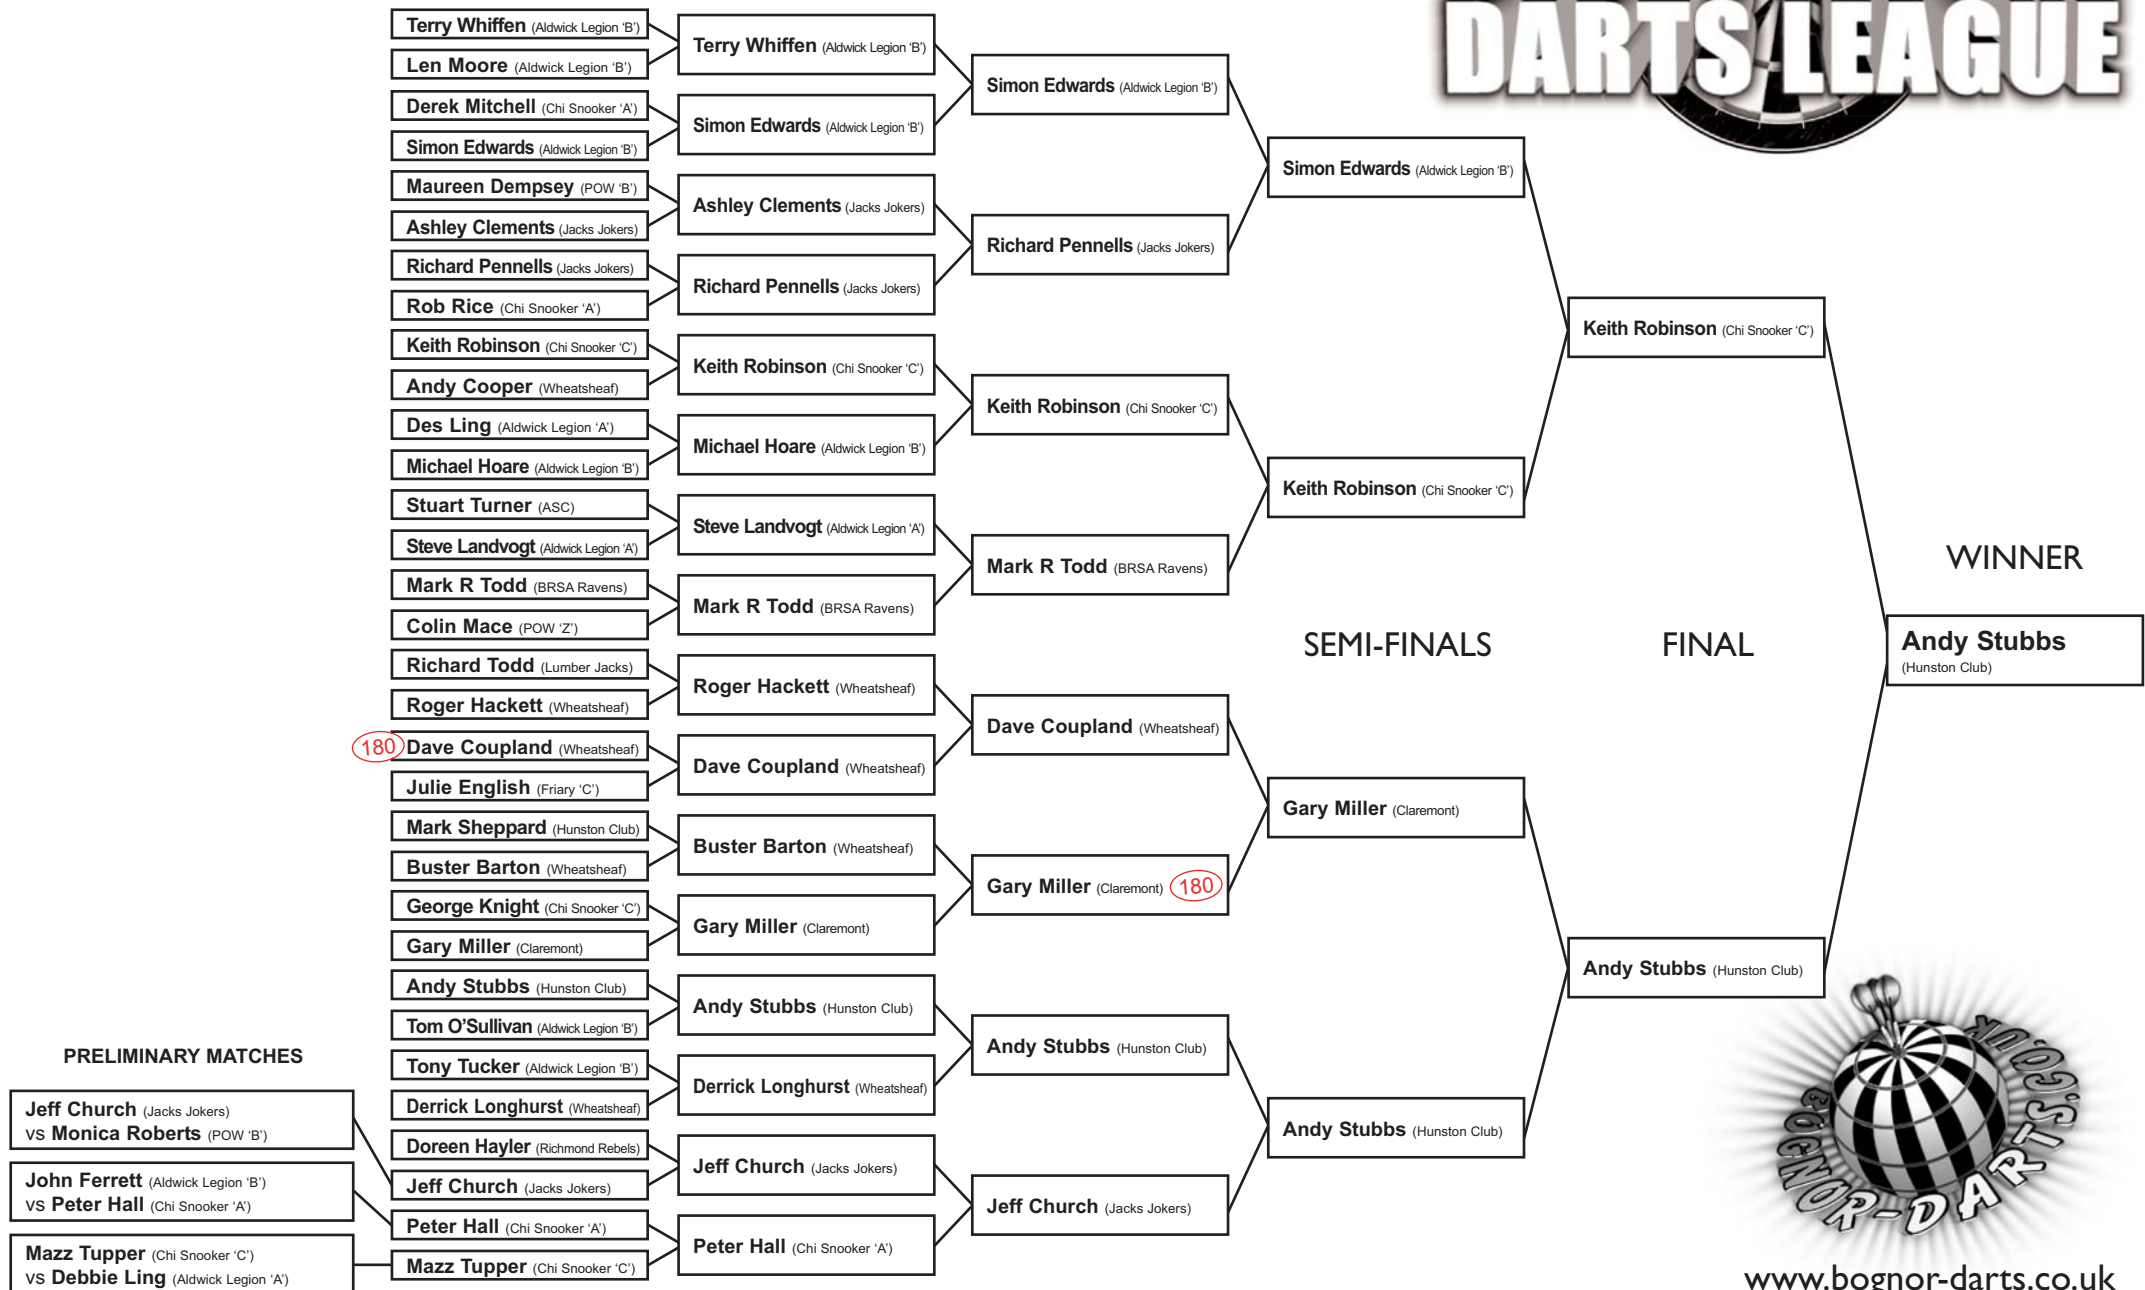 DARTS LEAGUE
Terry Whiffen (Aldwick Legion ‘B’)
Len Moore (Aldwick Legion ‘B’)
Derek Mitchell (Chi Snooker ‘A’)
Simon Edwards (Aldwick Legion ‘B’)
Maureen Dempsey (POW ‘B’)
Ashley Clements (Jacks Jokers)
Richard Pennells (Jacks Jokers)
Rob Rice (Chi Snooker ‘A’)
Keith Robinson (Chi Snooker ‘C’)
Andy Cooper (Wheatsheaf)
Des Ling (Aldwick Legion ‘A’)
Michael Hoare (Aldwick Legion ‘B’)
Stuart Turner (ASC)
Steve Landvogt (Aldwick Legion ‘A’)
Mark R Todd (BRSA Ravens)
Colin Mace (POW ‘Z’)
Richard Todd (Lumber Jacks)
Roger Hackett (Wheatsheaf)
180 Dave Coupland (Wheatsheaf)
Julie English (Friary ‘C’)
Mark Sheppard (Hunston Club)
Buster Barton (Wheatsheaf)
George Knight (Chi Snooker ‘C’)
Gary Miller (Claremont)
Andy Stubbs (Hunston Club)
Tom O’Sullivan (Aldwick Legion ‘B’)
Tony Tucker (Aldwick Legion ‘B’)
Derrick Longhurst (Wheatsheaf)
Doreen Hayler (Richmond Rebels)
Jeff Church (Jacks Jokers)
Peter Hall (Chi Snooker ‘A’)
Mazz Tupper (Chi Snooker ‘C’)
PRELIMINARY MATCHES
Jeff Church (Jacks Jokers)
vs Monica Roberts (POW ‘B’)
John Ferrett (Aldwick Legion ‘B’)
vs Peter Hall (Chi Snooker ‘A’)
Mazz Tupper (Chi Snooker ‘C’)
vs Debbie Ling (Aldwick Legion ‘A’)
Terry Whiffen (Aldwick Legion ‘B’)
Simon Edwards (Aldwick Legion ‘B’)
Ashley Clements (Jacks Jokers)
Richard Pennells (Jacks Jokers)
Keith Robinson (Chi Snooker ‘C’)
Michael Hoare (Aldwick Legion ‘B’)
Steve Landvogt (Aldwick Legion ‘A’)
Mark R Todd (BRSA Ravens)
Roger Hackett (Wheatsheaf)
Dave Coupland (Wheatsheaf)
Buster Barton (Wheatsheaf)
Gary Miller (Claremont)
Andy Stubbs (Hunston Club)
Derrick Longhurst (Wheatsheaf)
Jeff Church (Jacks Jokers)
Peter Hall (Chi Snooker ‘A’)
Simon Edwards (Aldwick Legion ‘B’)
Richard Pennells (Jacks Jokers)
Keith Robinson (Chi Snooker ‘C’)
Mark R Todd (BRSA Ravens)
Dave Coupland (Wheatsheaf)
Gary Miller (Claremont) 180
Andy Stubbs (Hunston Club)
Jeff Church (Jacks Jokers)
Simon Edwards (Aldwick Legion ‘B’)
Keith Robinson (Chi Snooker ‘C’)
SEMI-FINALS
Gary Miller (Claremont)
Andy Stubbs (Hunston Club)
Keith Robinson (Chi Snooker ‘C’)
FINAL
Andy Stubbs (Hunston Club)
WINNER
Andy Stubbs
(Hunston Club)
BOGNOR-DARTS.CO.UK
www.bognor-darts.co.uk